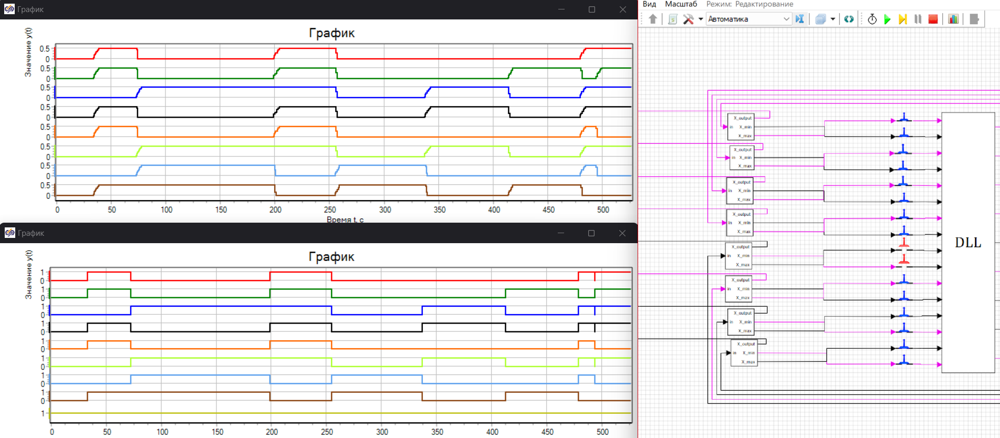 График
График
Значение y(t)
0.5
0
0.5
0
0.5
0
0.5
0
0.5
0
0.5
0
0.5
0
0.5
0
0 50 100 150 200 250 300 350 400 450 500
Время t, с
График
График
Значение y(t)
1
0
1
0
1
0
1
0
1
0
1
0
1
0
1
0
1
0 50 100 150 200 250 300 350 400 450 500
Вид Масштаб Режим: Редактирование
Автоматика
X_output
in X_min
X_max
X_output
in X_min
X_max
X_output
in X_min
X_max
X_output
in X_min
X_max
X_output
in X_min
X_max
X_output
in X_min
X_max
X_output
in X_min
X_max
X_output
in X_min
X_max
DLL